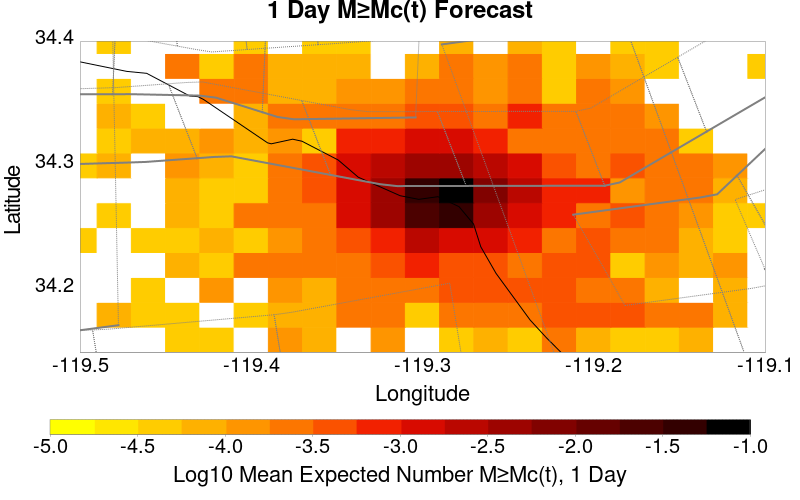 1 Day M≥Mc(t) Forecast
34.4
34.3
34.2
Latitude
-119.5 -119.4 -119.3 -119.2 -119.1
Longitude
-5.0 -4.5 -4.0 -3.5 -3.0 -2.5 -2.0 -1.5 -1.0
Log10 Mean Expected Number M≥Mc(t), 1 Day